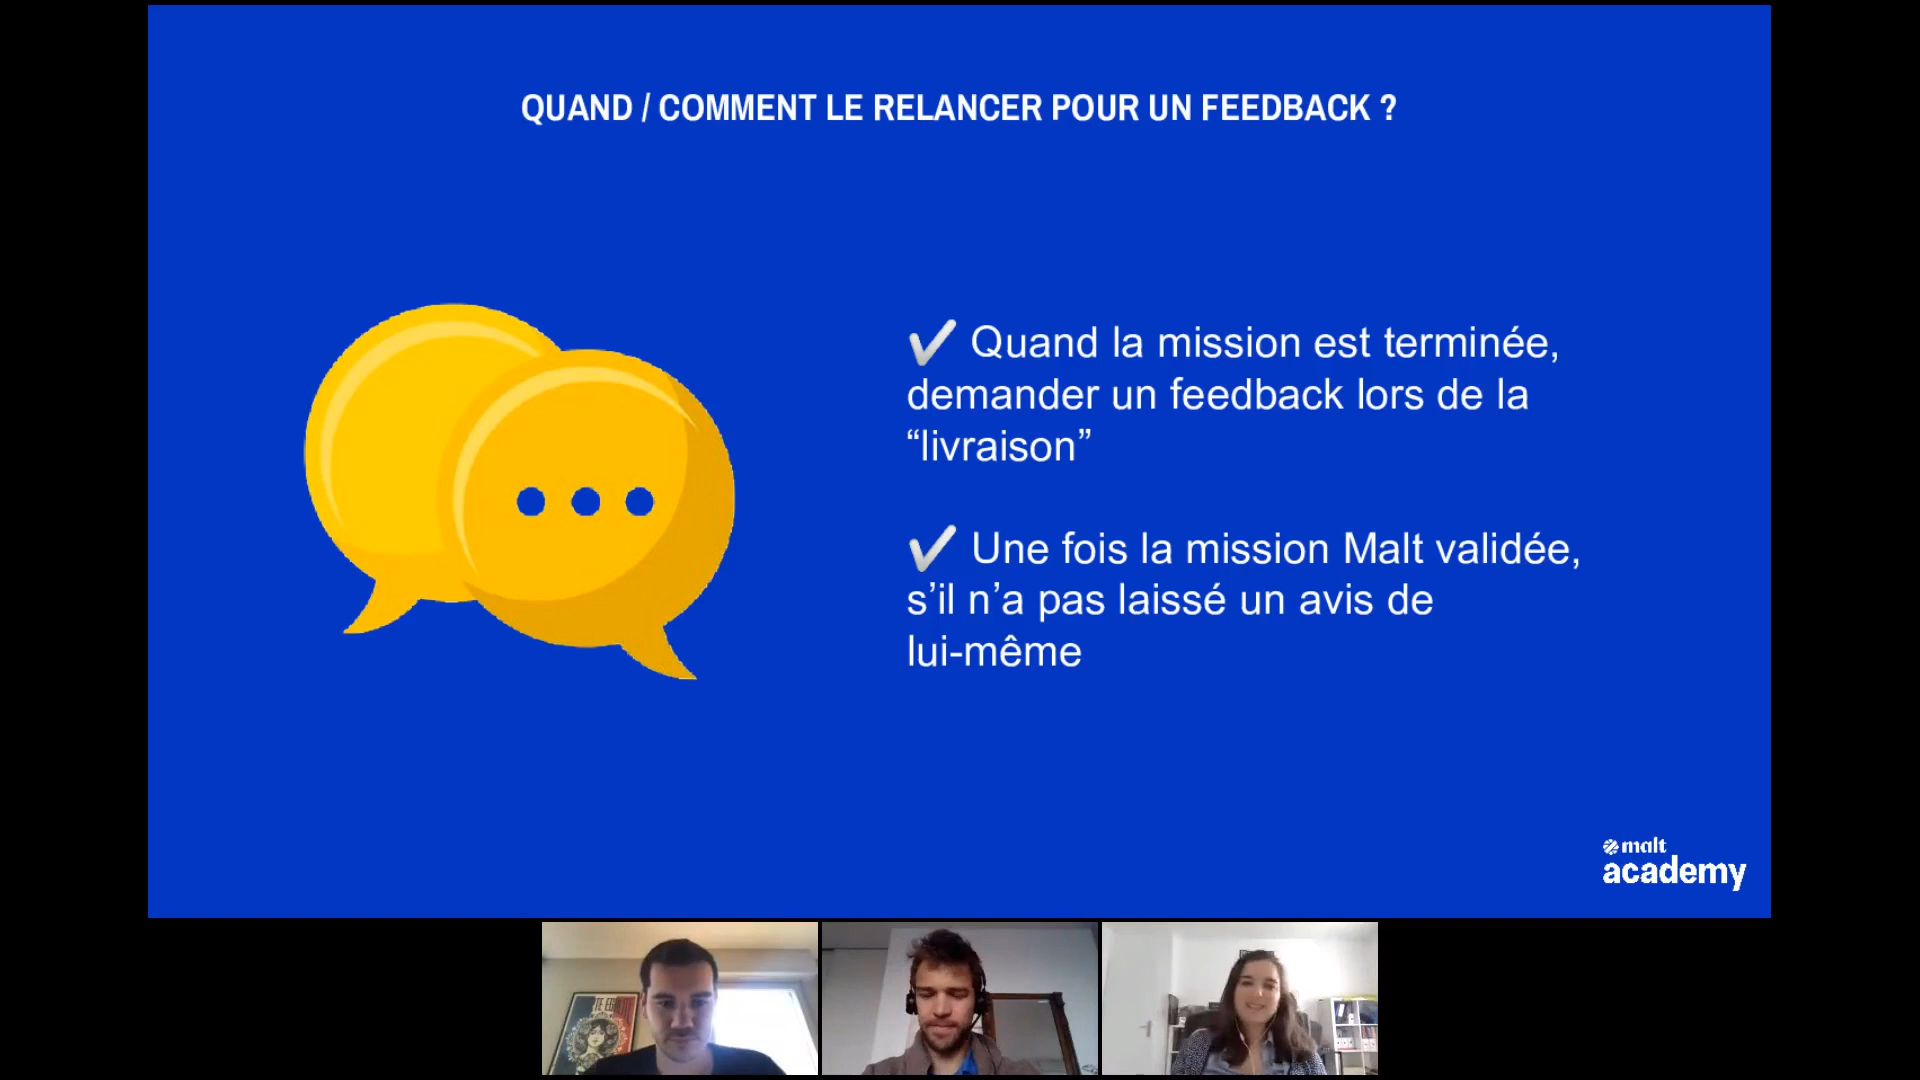 QUAND / COMMENT LE RELANCER POUR UN FEEDBACK ?
✔ Quand la mission est terminée,
demander un feedback lors de la
“livraison”
✔ Une fois la mission Malt validée,
s’il n’a pas laissé un avis de
lui-même
malt
academy